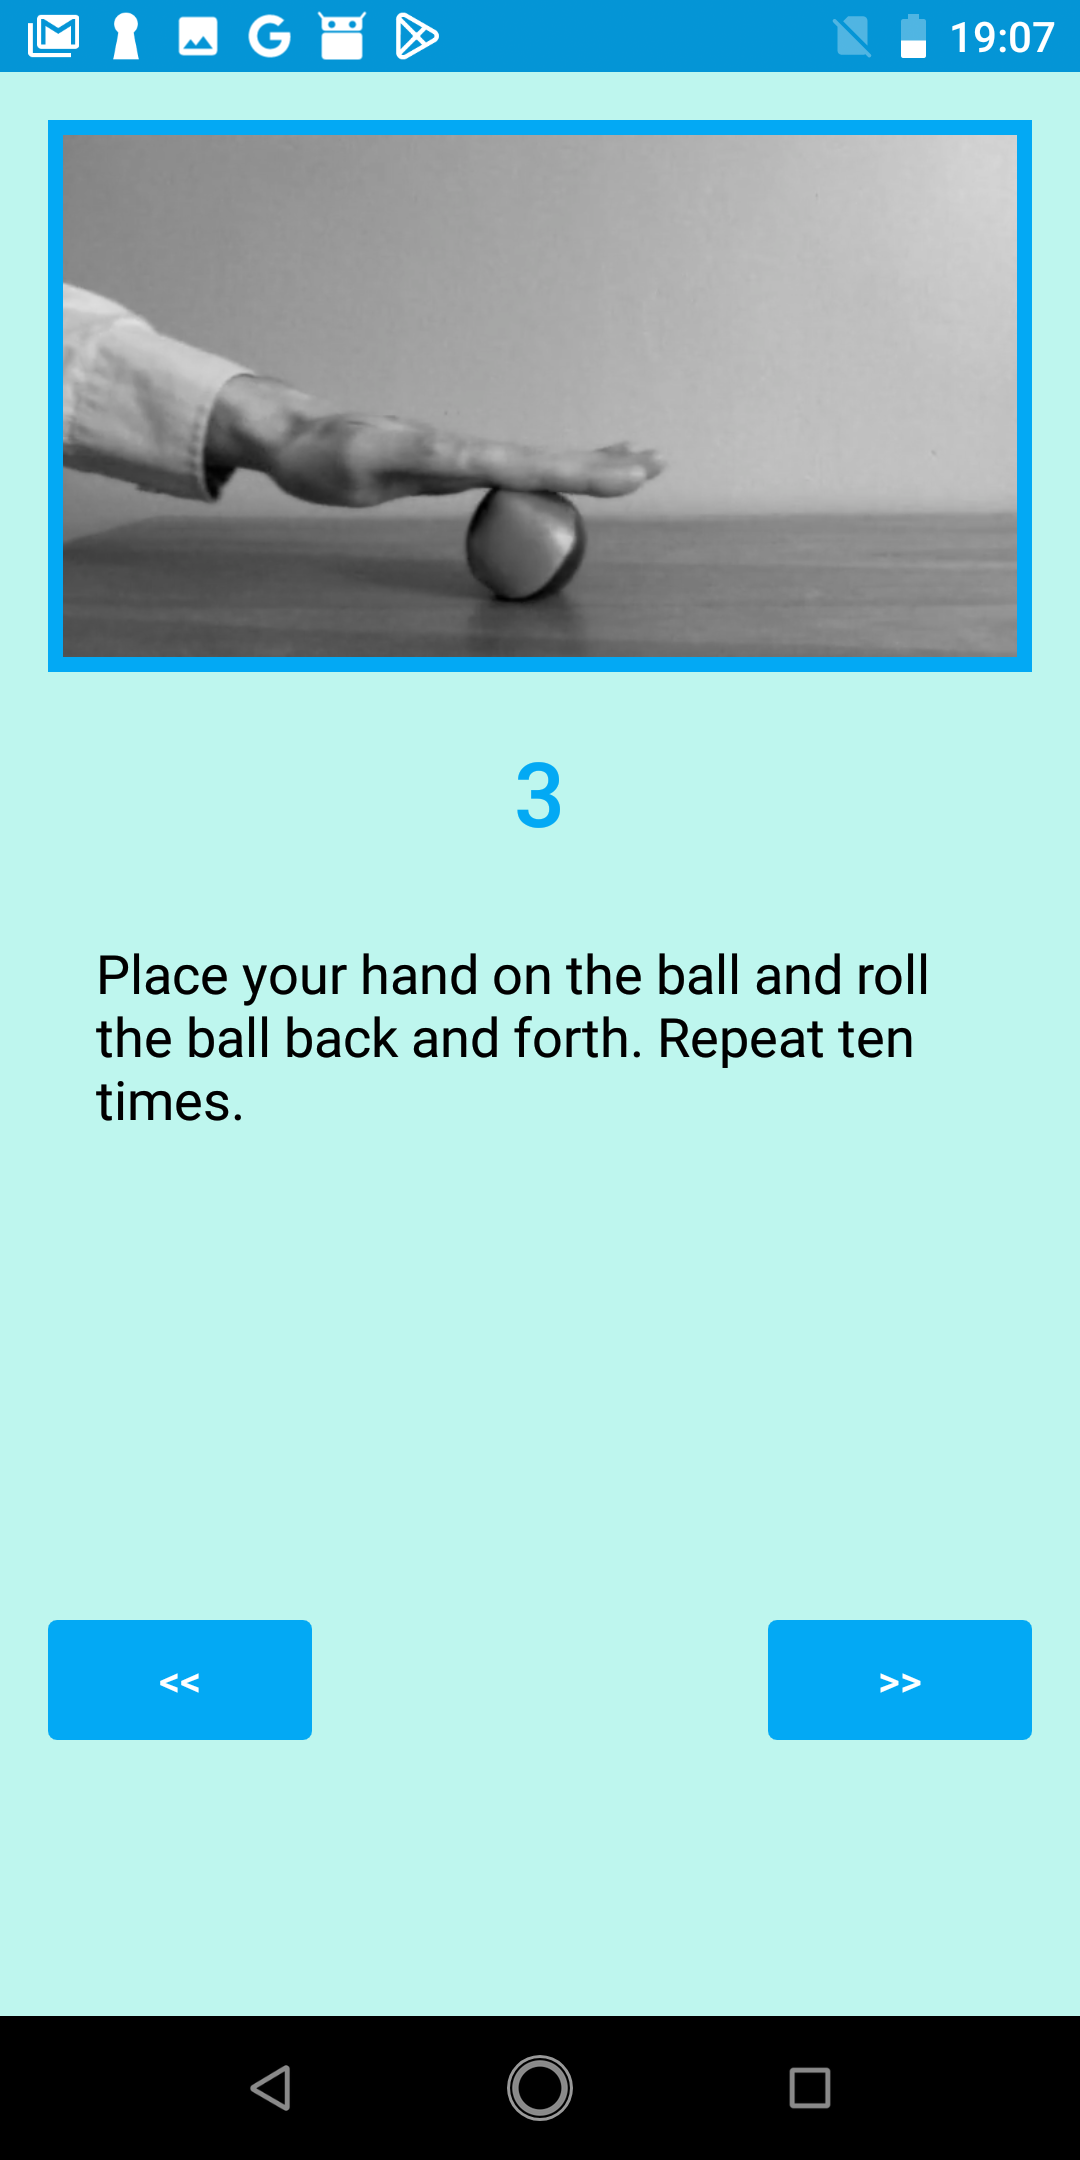 19:07
3
Place your hand on the ball and roll
the ball back and forth. Repeat ten
times.
<< >>